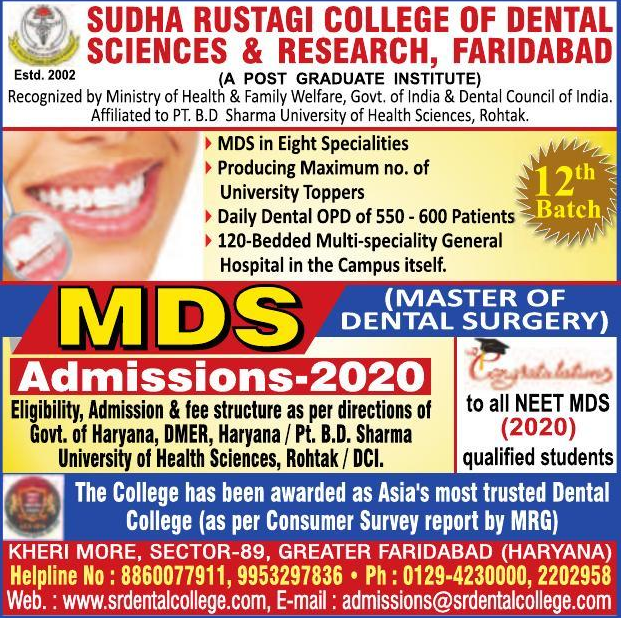 SUDHA RUSTAGI COLLEGE OF DENTAL
SCIENCES & RESEARCH, FARIDABAD
Estd. 2002
(A POST GRADUATE INSTITUTE)
Recognized by Ministry of Health & Family Welfare, Govt. of India & Dental Council of India.
Affiliated to PT. B.D Sharma University of Health Sciences, Rohtak.
MDS in Eight Specialities
Producing Maximum no. of
University Toppers
Daily Dental OPD of 550 - 600 Patients
120-Bedded Multi-speciality General
Hospital in the Campus itself.
12th
Batch
MDS
(MASTER OF
DENTAL SURGERY)
Admissions-2020
Eligibility, Admission & fee structure as per directions of
Govt. of Haryana, DMER, Haryana / Pt. B.D. Sharma
University of Health Sciences, Rohtak / DCI.
Congratulations
to all NEET MDS
(2020)
qualified students
The College has been awarded as Asia's most trusted Dental
College (as per Consumer Survey report by MRG)
KHERI MORE, SECTOR-89, GREATER FARIDABAD (HARYANA)
Helpline No : 8860077911, 9953297836 • Ph : 0129-4230000, 2202958
Web. : www.srdentalcollege.com, E-mail : admissions@srdentalcollege.com